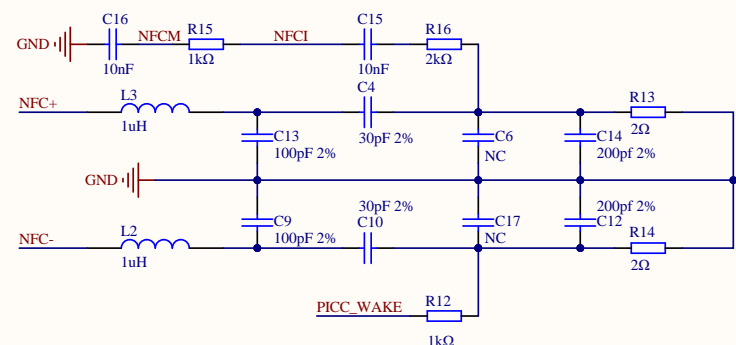 C16
C15
R15
R16
GND
NFCM
NFCI
10nF
1kΩ
10nF
2kΩ
L3
C4
R13
NFC+
1uH
C13
100pF 2%
30pF 2%
C6
NC
C14
200pf 2%
2Ω
GND
30pF 2%
200pf 2%
C9
C17
C12
L2
100pF 2%
C10
NC
R14
NFC-
1uH
2Ω
R12
PICC_WAKE
1kΩ